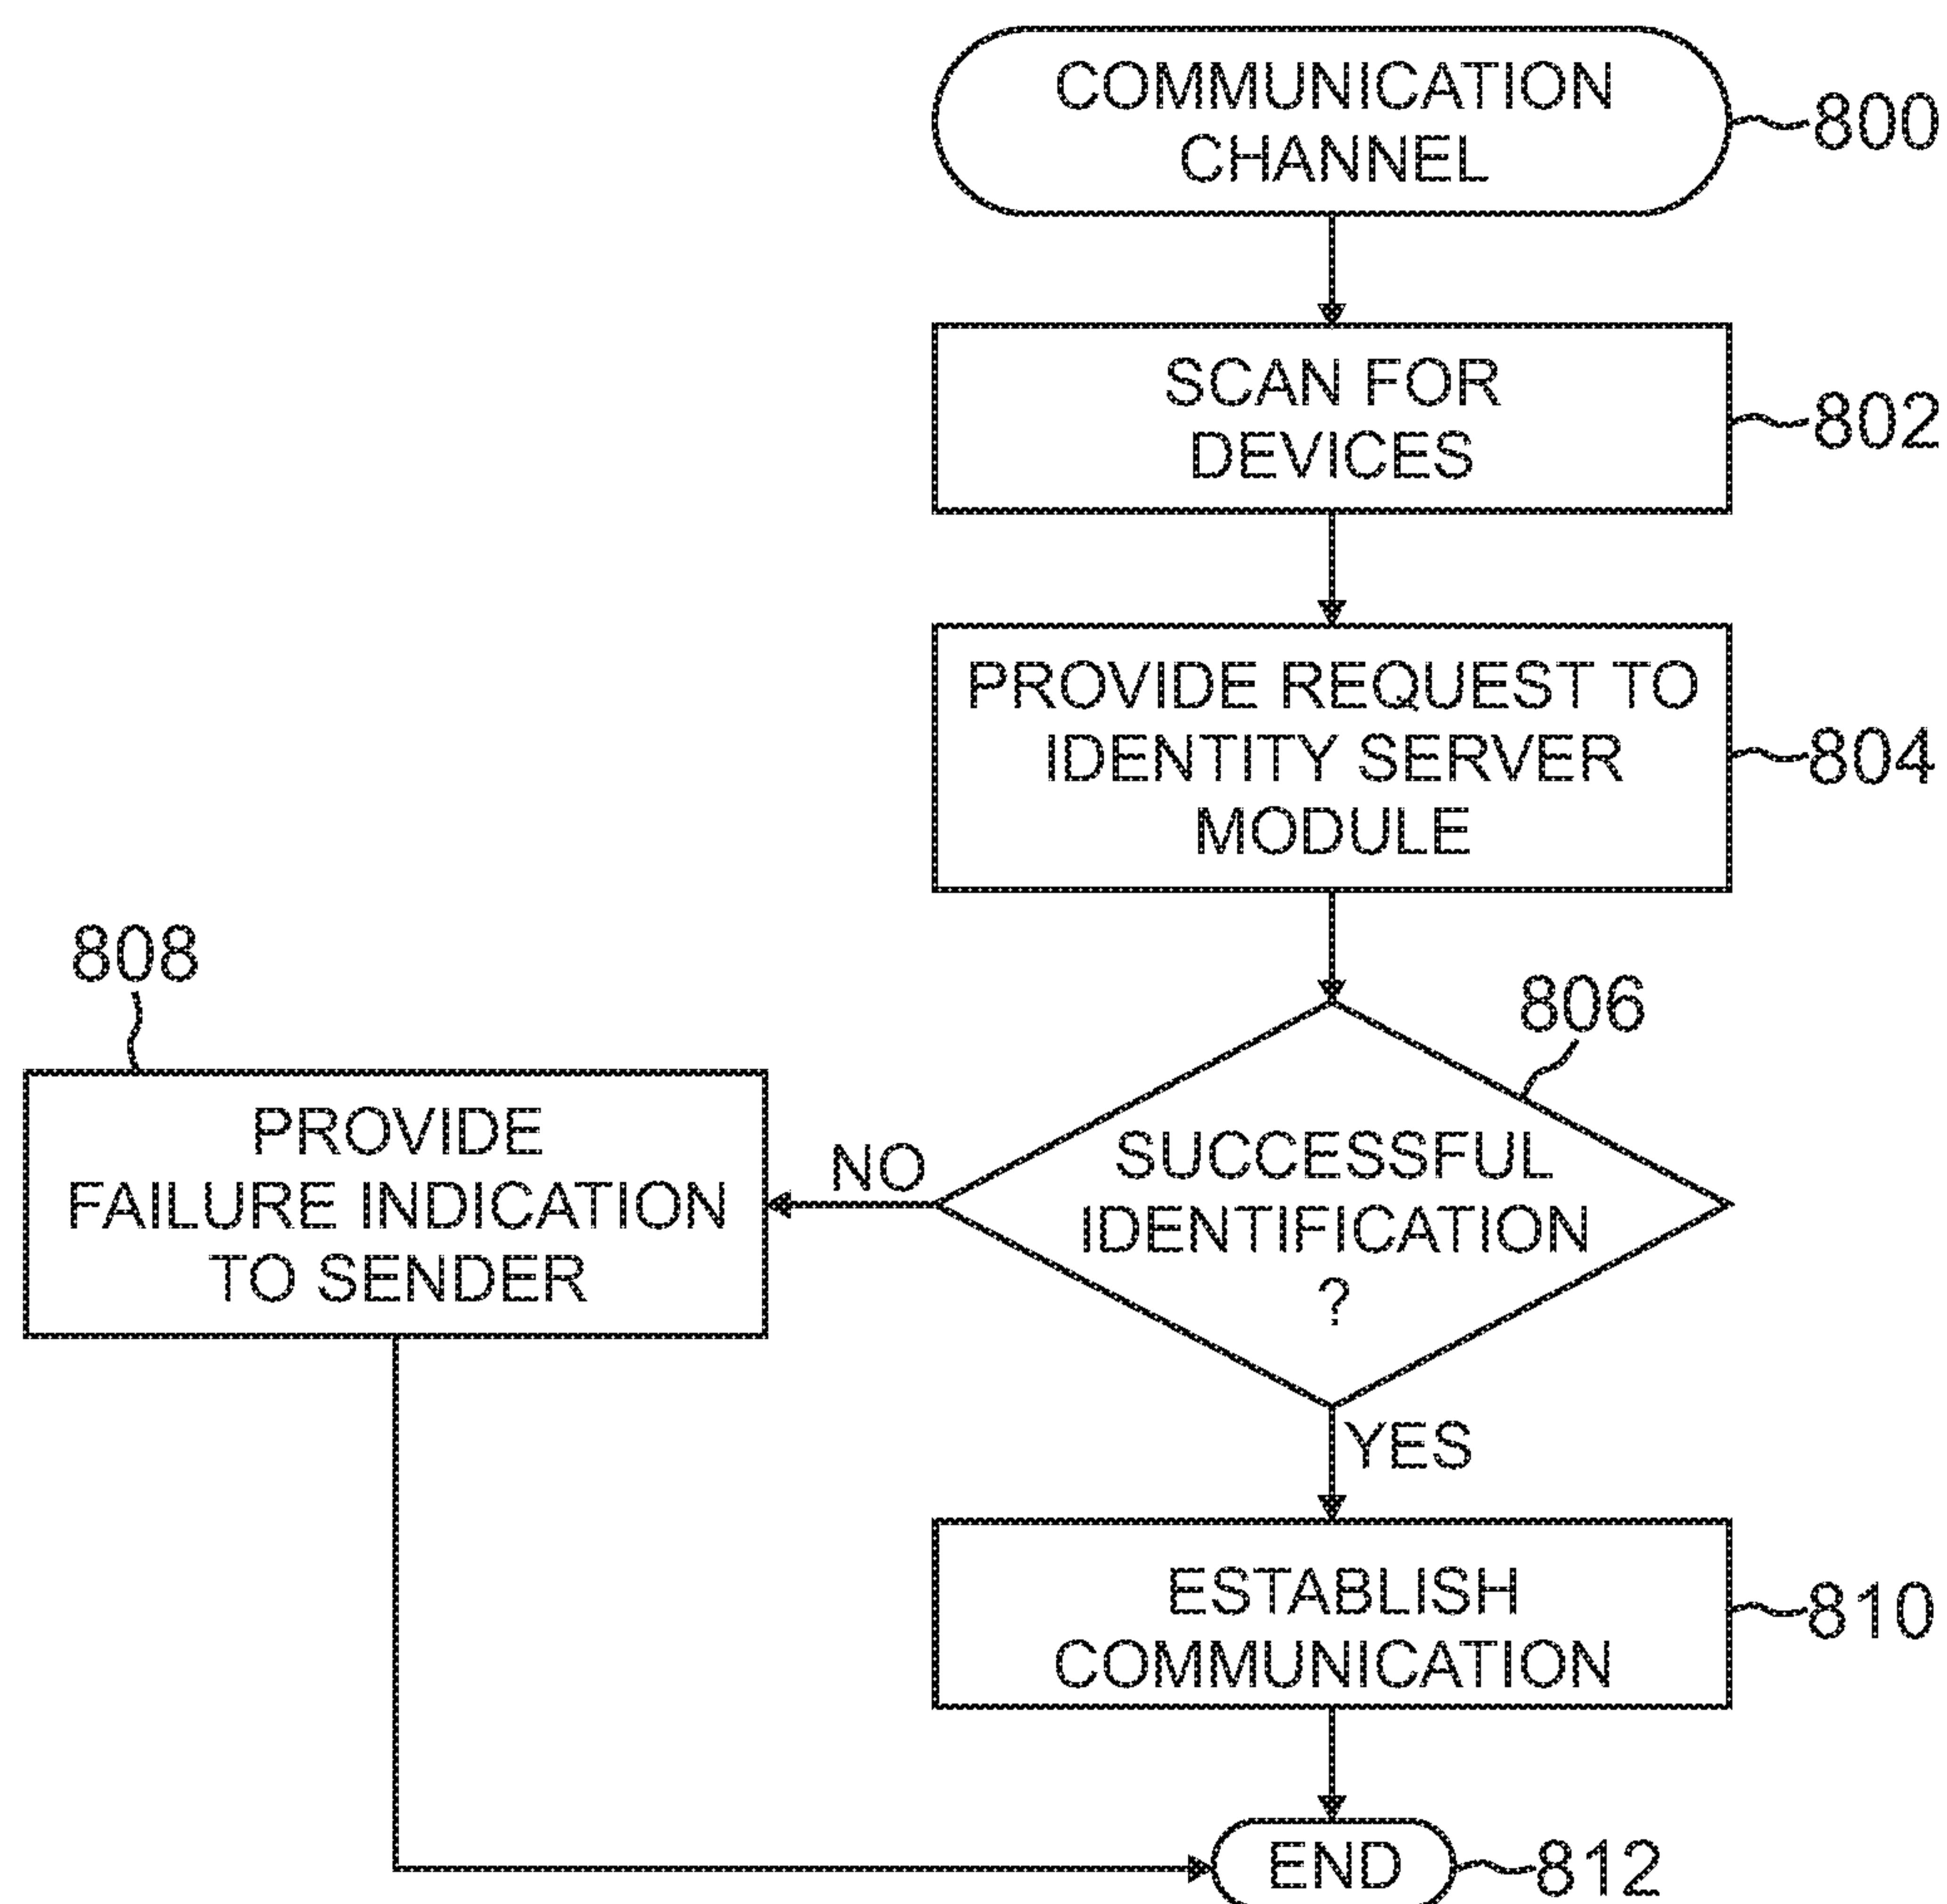 COMMUNICATION
CHANNEL
800
SCAN FOR
DEVICES
802
PROVIDE REQUEST TO
IDENTITY SERVER
MODULE
804
808
806
PROVIDE
FAILURE INDICATION
TO SENDER
NO
SUCCESSFUL
IDENTIFICATION
?
YES
ESTABLISH
COMMUNICATION
810
END
812